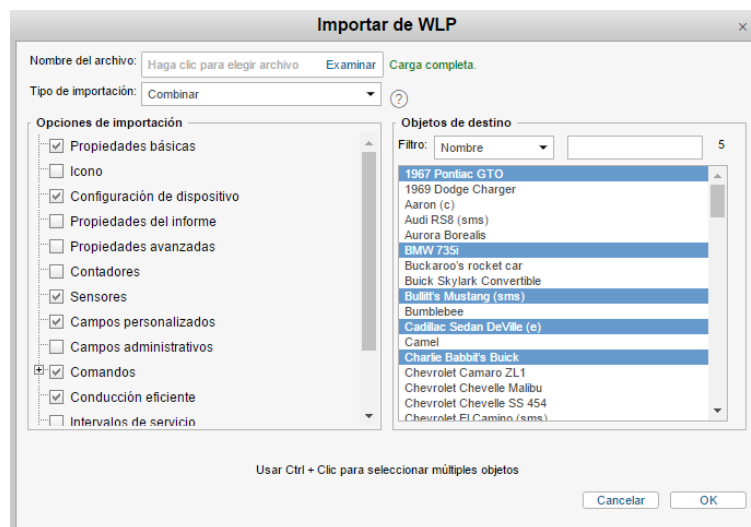 Importar de WLP
Nombre del archivo: Haga clic para elegir archivo Examinar Carga completa.
Tipo de importación: Combinar
Opciones de importación
Propiedades básicas
Icono
Configuración de dispositivo
Propiedades del informe
Propiedades avanzadas
Contadores
Sensores
Campos personalizados
Campos administrativos
Comandos
Conducción eficiente
Intervalos de servicio
Objetos de destino
Filtro: Nombre 5
1967 Pontiac GTO
1969 Dodge Charger
Aaron (c)
Audi RS8 (sms)
Aurora Borealis
BMW 735i
Buckaroo's rocket car
Buick Skylark Convertible
Bullitt's Mustang (sms)
Bumblebee
Cadillac Sedan DeVille (e)
Camel
Charlie Babbit's Buick
Chevrolet Camaro ZL1
Chevrolet Chevelle Malibu
Chevrolet Chevelle SS 454
Chevrolet El Camino (sms)
Usar Ctrl + Clic para seleccionar múltiples objetos
Cancelar OK